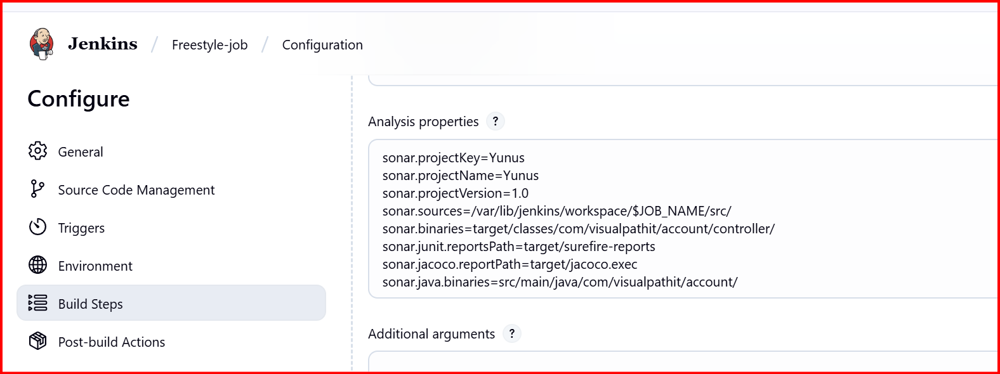 Jenkins / Freestyle-job / Configuration
Configure
General
Source Code Management
Triggers
Environment
Build Steps
Post-build Actions
Analysis properties ?
sonar.projectKey=Yunus
sonar.projectName=Yunus
sonar.projectVersion=1.0
sonar.sources=/var/lib/jenkins/workspace/$JOB_NAME/src/
sonar.binaries=target/classes/com/visualpathit/account/controller/
sonar.junit.reportsPath=target/surefire-reports
sonar.jacoco.reportPath=target/jacoco.exec
sonar.java.binaries=src/main/java/com/visualpathit/account/
Additional arguments ?